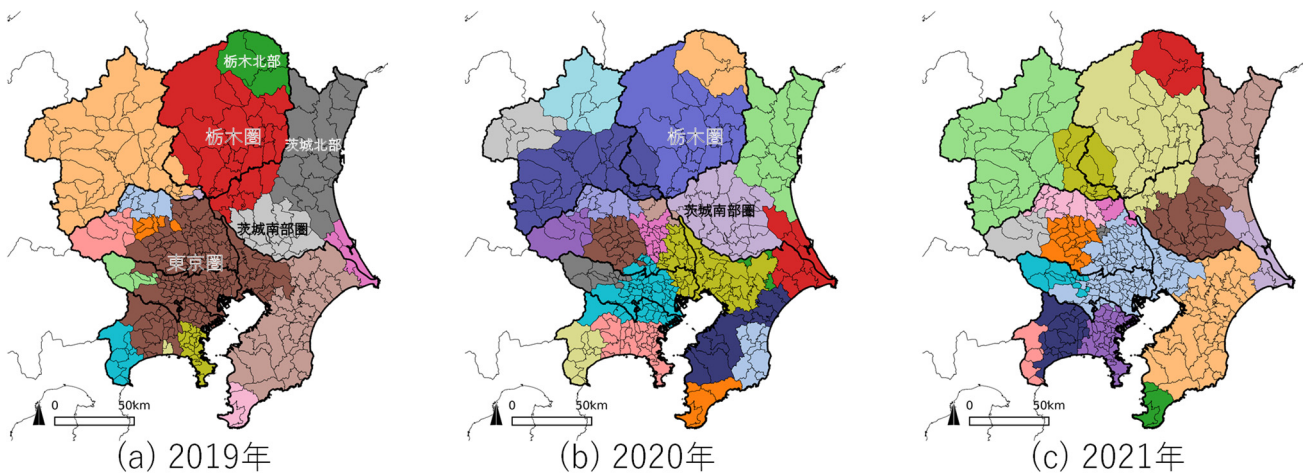 栃木北部
栃木圏
茨城北部
茨城南部圏
東京圏
0 50km
(a) 2019年
栃木圏
茨城南部圏
0 50km
(b) 2020年
0 50km
(c) 2021年